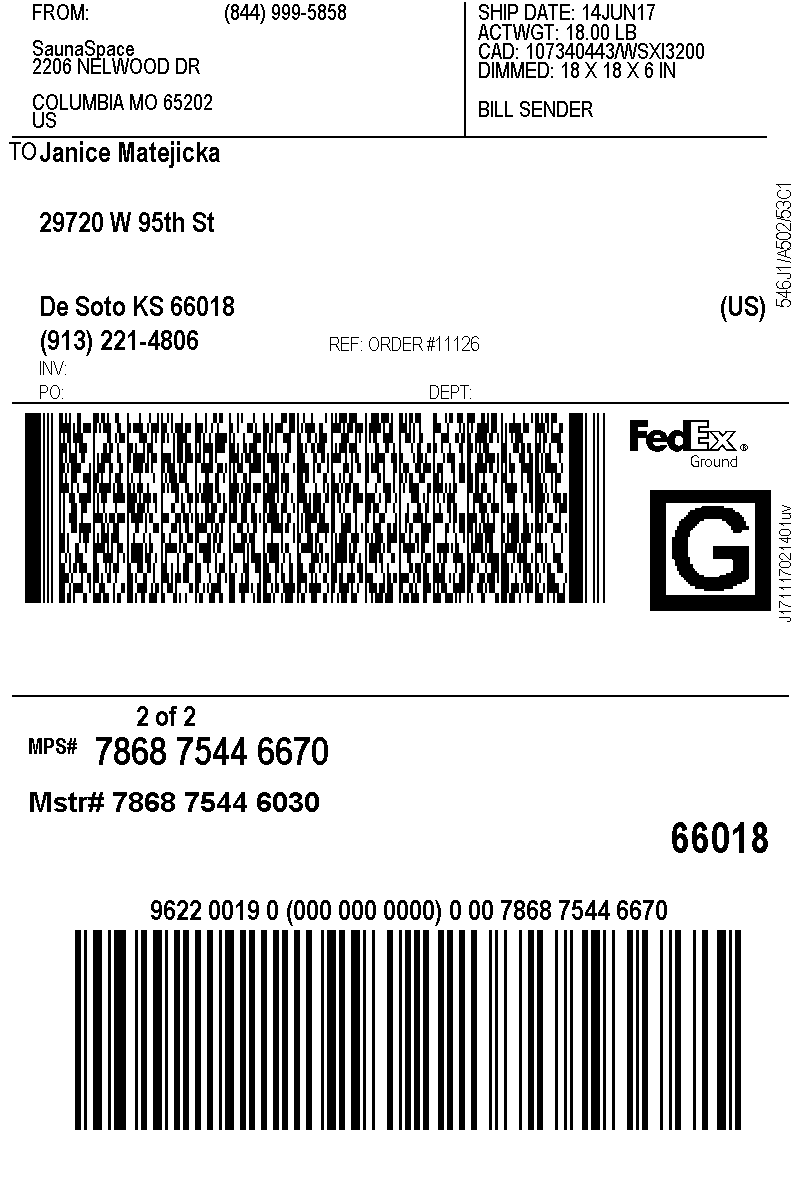 FROM: (844) 999-5858
SaunaSpace
2206 NELWOOD DR
COLUMBIA MO 65202
US
SHIP DATE: 14JUN17
ACTWGT: 18.00 LB
CAD: 107340443/WSXI3200
DIMMED: 18 X 18 X 6 IN
BILL SENDER
TO Janice Matejicka
29720 W 95th St
De Soto KS 66018 (US)
(913) 221-4806 REF: ORDER #11126
INV:
PO: DEPT:
546J1/A502/53C1
FedEx®
Ground
G
J171117021401uv
2 of 2
MPS# 7868 7544 6670
Mstr# 7868 7544 6030
66018
9622 0019 0 (000 000 0000) 0 00 7868 7544 6670